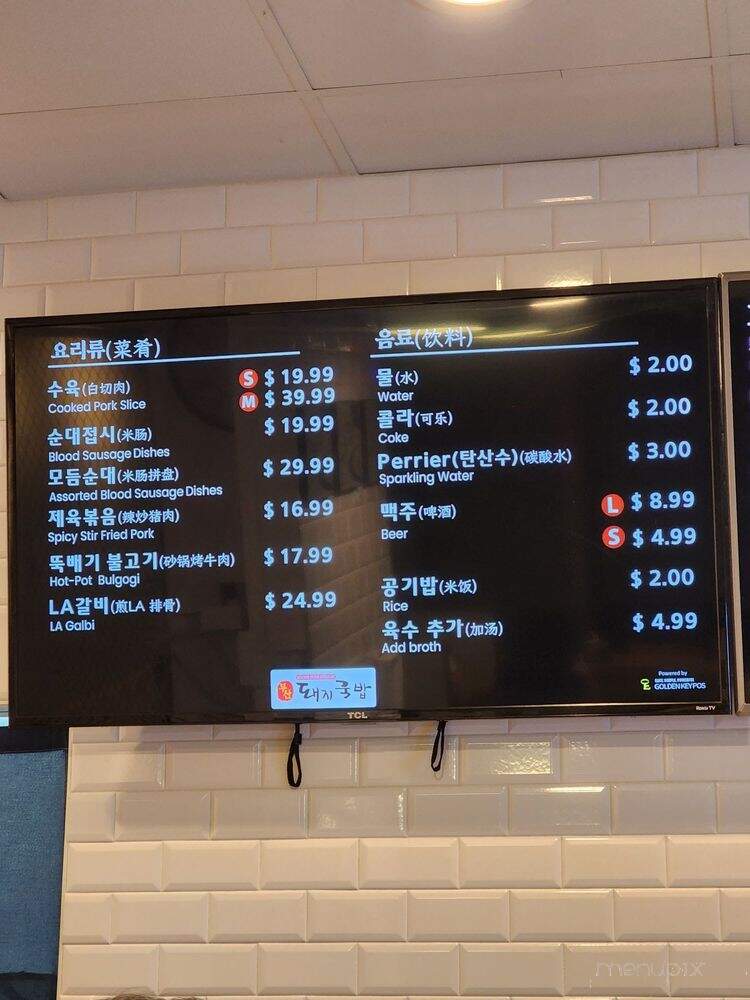 요리류(菜肴)
수육(白切肉)
Cooked Pork Slice
S $ 19.99
M $ 39.99
순대접시(米肠) $ 19.99
Blood Sausage Dishes
모듬순대(米肠拼盘) $ 29.99
Assorted Blood Sausage Dishes
제육볶음(辣炒猪肉) $ 16.99
Spicy Stir Fried Pork
뚝배기 불고기(砂锅烤牛肉) $ 17.99
Hot-Pot Bulgogi
LA갈비(煎LA 排骨) $ 24.99
LA Galbi
음료(饮料)
물(水) $ 2.00
Water
콜라(可乐) $ 2.00
Coke
Perrier(탄산수)(碳酸水) $ 3.00
Sparkling Water
맥주(啤酒) L $ 8.99
Beer S $ 4.99
공기밥(米饭) $ 2.00
Rice
육수 추가(加汤) $ 4.99
Add broth
부산 돼지국밥
Powered by
GOLDENKEYPOS
TCL
Roku TV
menupix